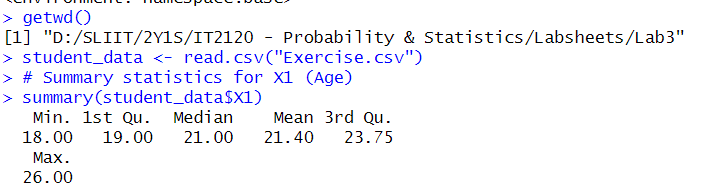 <environment: namespace:base>
> getwd()
[1] "D:/SLIIT/2Y1S/IT2120 - Probability & Statistics/Labsheets/Lab3"
> student_data <- read.csv("Exercise.csv")
> # Summary statistics for X1 (Age)
> summary(student_data$X1)
   Min. 1st Qu.  Median    Mean 3rd Qu.
  18.00   19.00   21.00   21.40   23.75
   Max.
  26.00